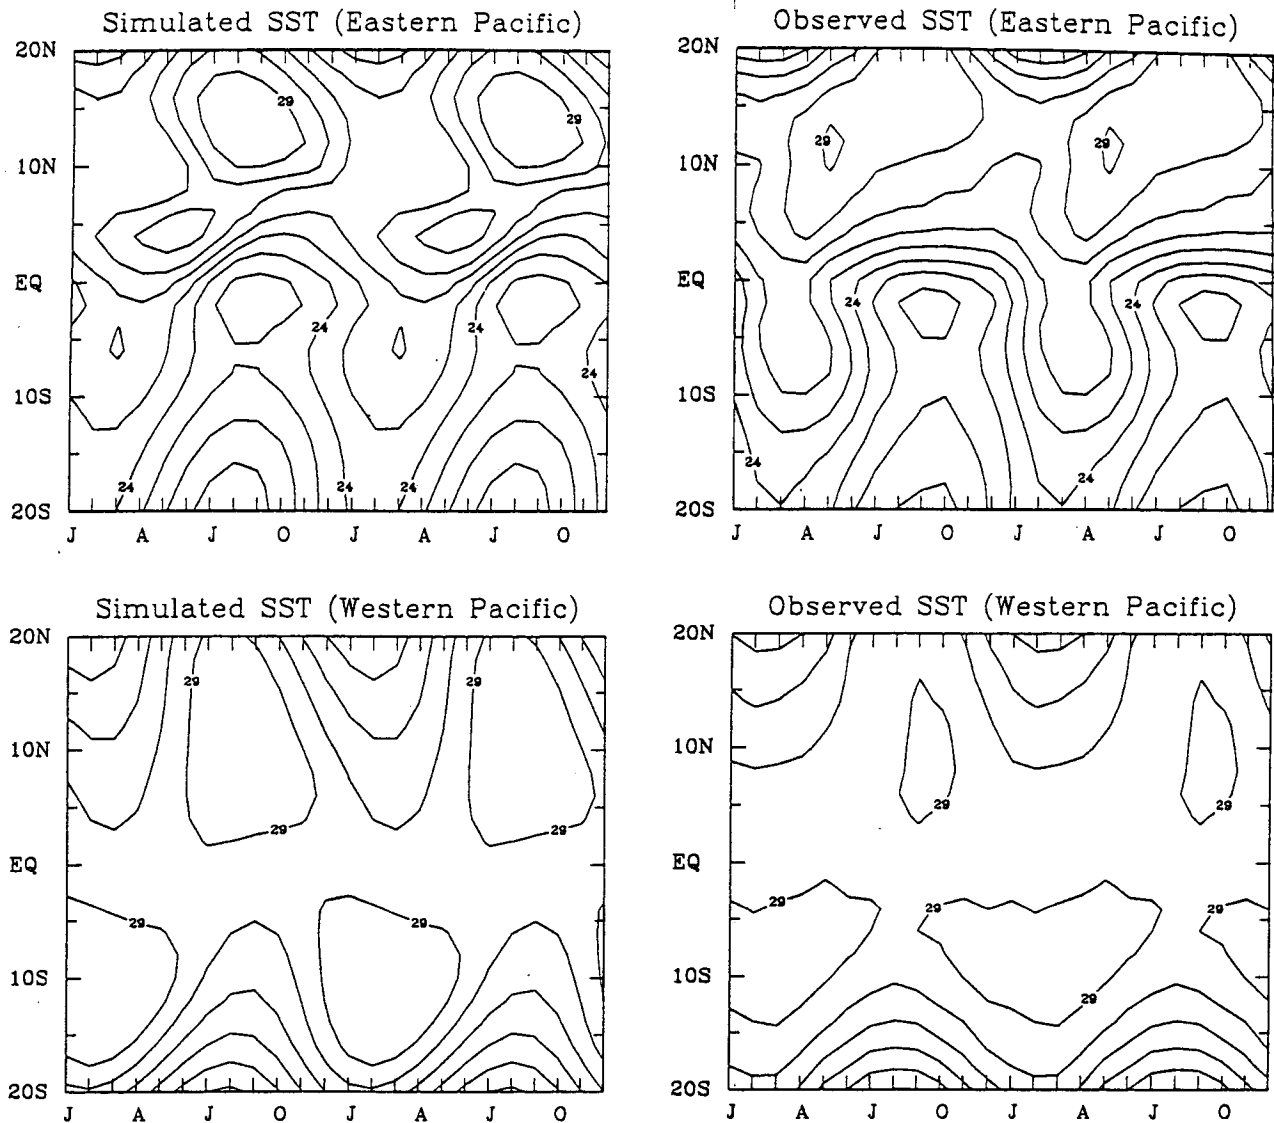 Simulated SST (Eastern Pacific)
20N
10N
EQ
10S
20S
29
29
24
24
24
24
24
24
J A J O J A J O
Observed SST (Eastern Pacific)
20N
10N
EQ
10S
20S
29
29
24
24
24
24
J A J O J A J O
Simulated SST (Western Pacific)
20N
10N
EQ
10S
20S
29
29
29
29
29
29
J A J O J A J O
Observed SST (Western Pacific)
20N
10N
EQ
10S
20S
29
29
29
29
29
29
J A J O J A J O